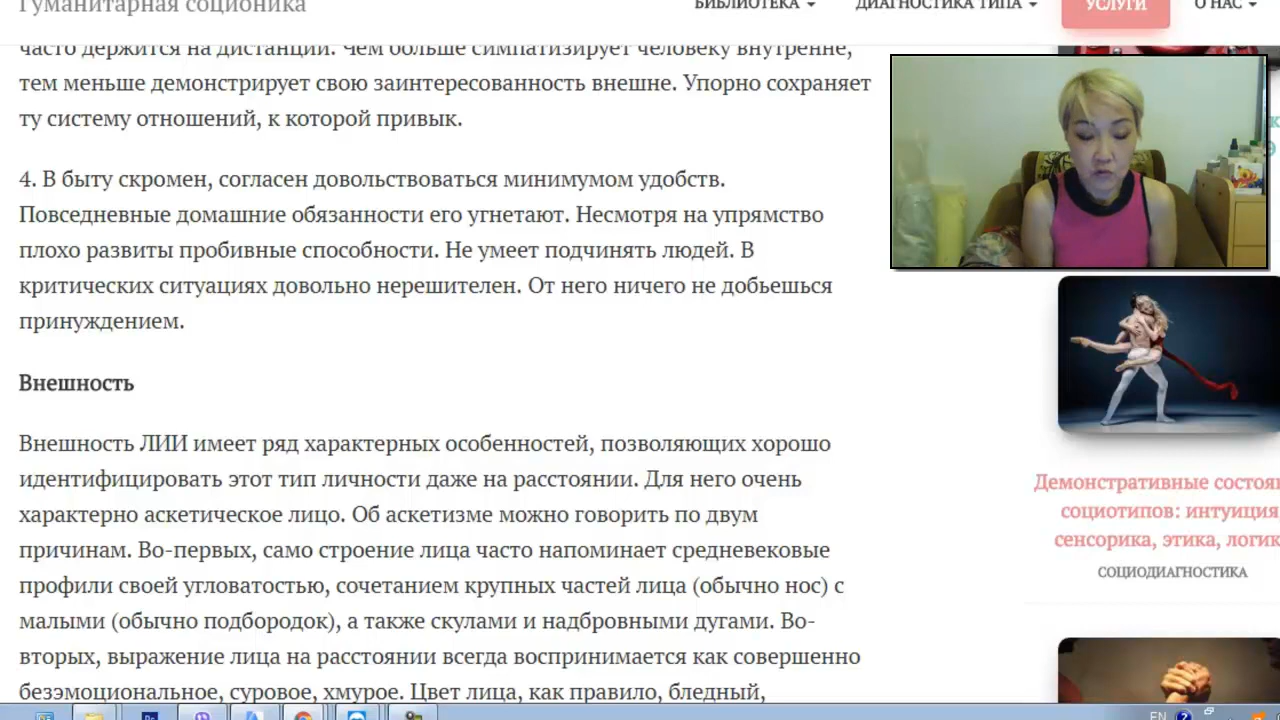 Гуманитарная соционика
БИБЛИОТЕКА
ДИАГНОСТИКА ТИПА
УСЛУГИ
О НАС
часто держится на дистанции. Чем больше симпатизирует человеку внутренне,
тем меньше демонстрирует свою заинтересованность внешне. Упорно сохраняет
ту систему отношений, к которой привык.
4. В быту скромен, согласен довольствоваться минимумом удобств.
Повседневные домашние обязанности его угнетают. Несмотря на упрямство
плохо развиты пробивные способности. Не умеет подчинять людей. В
критических ситуациях довольно нерешителен. От него ничего не добьешься
принуждением.
Внешность
Внешность ЛИИ имеет ряд характерных особенностей, позволяющих хорошо
идентифицировать этот тип личности даже на расстоянии. Для него очень
характерно аскетическое лицо. Об аскетизме можно говорить по двум
причинам. Во-первых, само строение лица часто напоминает средневековые
профили своей угловатостью, сочетанием крупных частей лица (обычно нос) с
малыми (обычно подбородок), а также скулами и надбровными дугами. Во-
вторых, выражение лица на расстоянии всегда воспринимается как совершенно
безэмоциональное, суровое, хмурое. Цвет лица, как правило, бледный,
Демонстративные состоян
социотипов: интуиция
сенсорика, этика, логик
СОЦИОДИАГНОСТИКА
EN